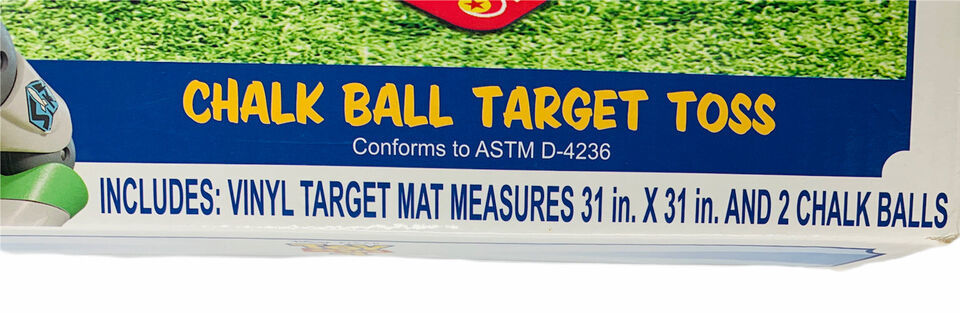 CHALK BALL TARGET TOSS
Conforms to ASTM D-4236
INCLUDES: VINYL TARGET MAT MEASURES 31 in. X 31 in. AND 2 CHALK BALLS